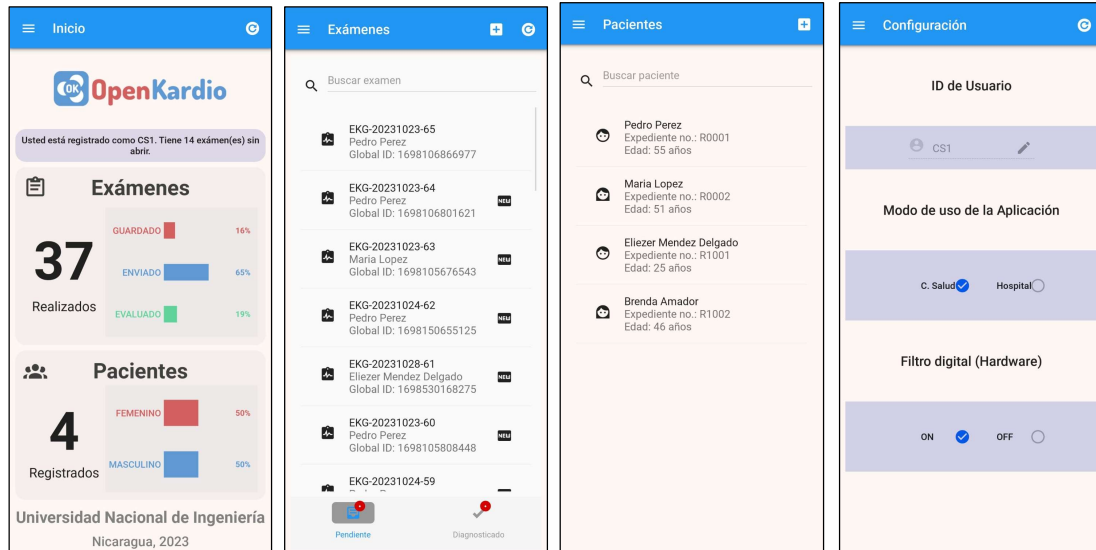 Inicio
OK OpenKardio
Usted está registrado como CS1. Tiene 14 exámen(es) sin
abrir.
Exámenes
37
Realizados
GUARDADO 16%
ENVIADO 65%
EVALUADO 19%
Pacientes
4
Registrados
FEMENINO 50%
MASCULINO 50%
Universidad Nacional de Ingeniería
Nicaragua, 2023
Exámenes
Buscar examen
EKG-20231023-65
Pedro Perez
Global ID: 1698106866977
EKG-20231023-64
Pedro Perez
Global ID: 1698106801621
NEW
EKG-20231023-63
Maria Lopez
Global ID: 1698105676543
NEW
EKG-20231024-62
Pedro Perez
Global ID: 1698150655125
NEW
EKG-20231028-61
Eliezer Mendez Delgado
Global ID: 1698530168275
NEW
EKG-20231023-60
Pedro Perez
Global ID: 1698105808448
NEW
EKG-20231024-59
Pendiente
Diagnosticado
Pacientes
Buscar paciente
Pedro Perez
Expediente no.: R0001
Edad: 55 años
Maria Lopez
Expediente no.: R0002
Edad: 51 años
Eliezer Mendez Delgado
Expediente no.: R1001
Edad: 25 años
Brenda Amador
Expediente no.: R1002
Edad: 46 años
Configuración
ID de Usuario
CS1
Modo de uso de la Aplicación
C. Salud Hospital
Filtro digital (Hardware)
ON OFF